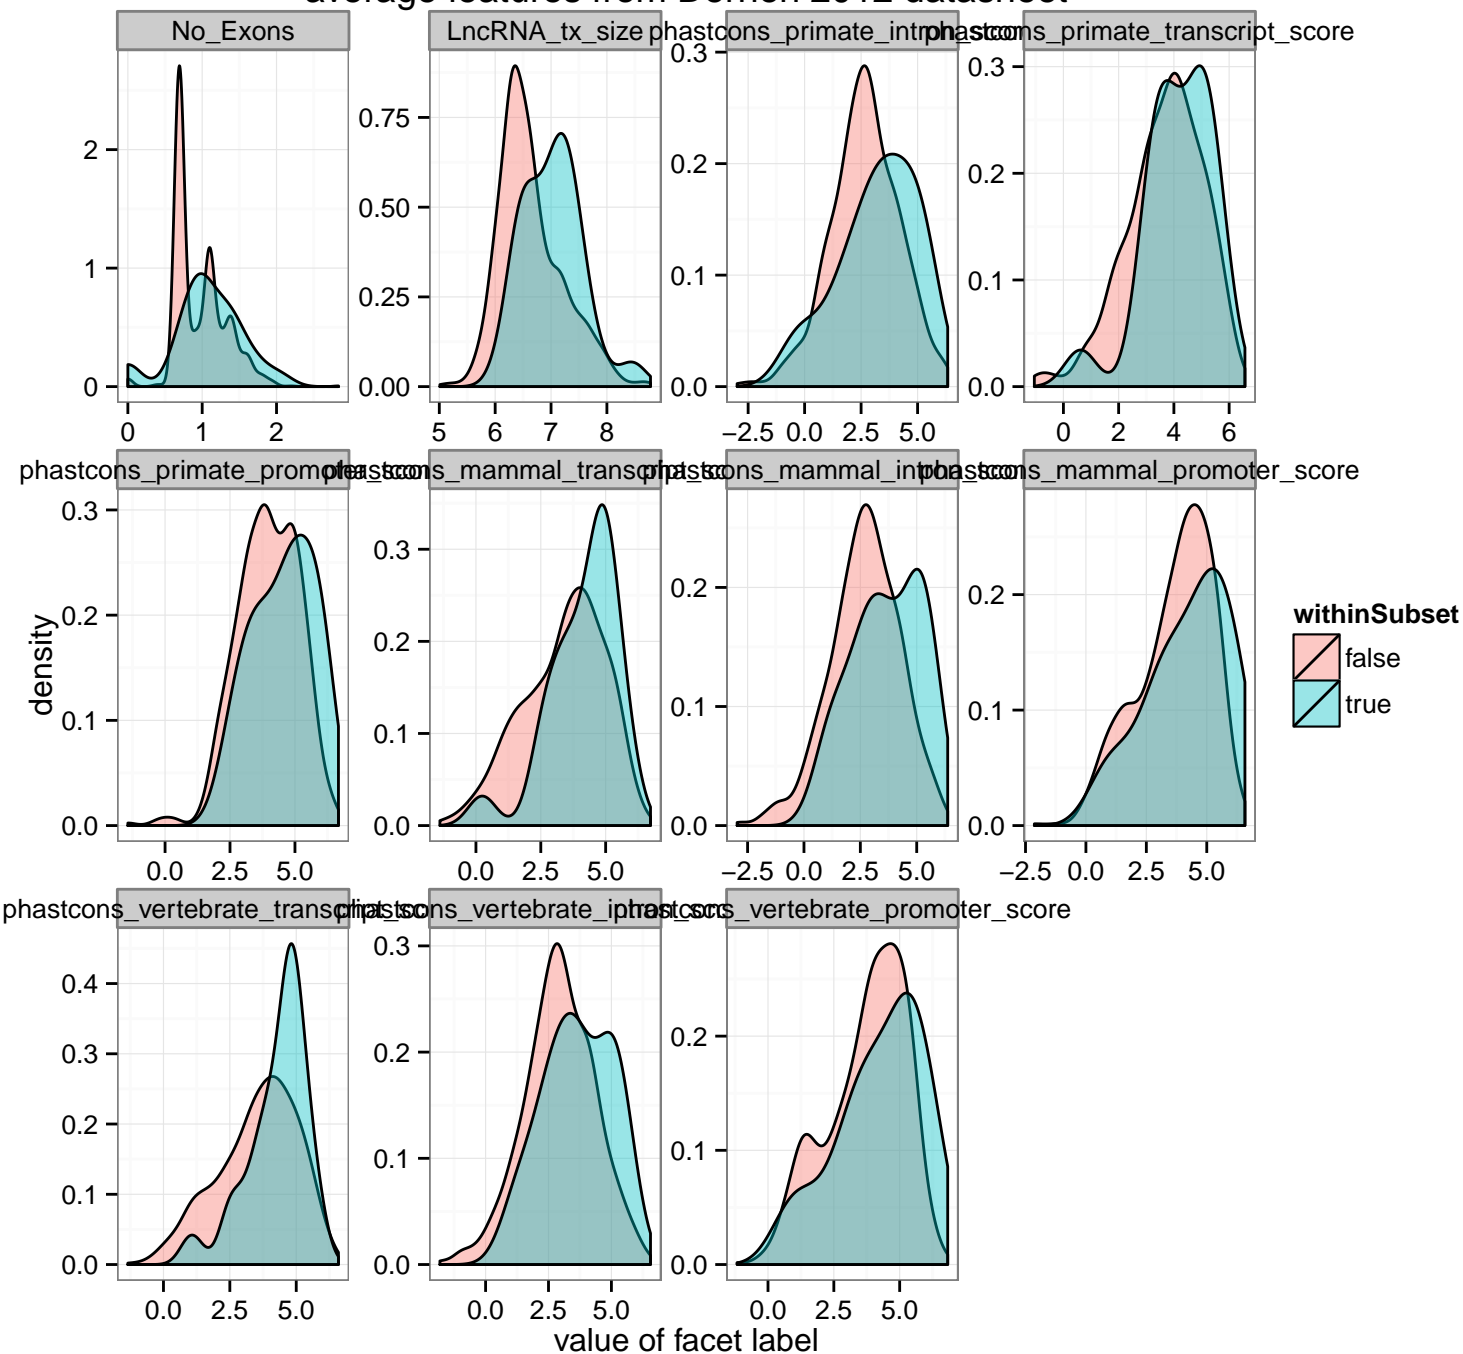 average features from Derrien 2012 datasheet
No_Exons LncRNA_tx_size phastcons_primate_intron_score phastcons_primate_transcript_score
2
1
0
0 1 2
0.75
0.50
0.25
0.00
5 6 7 8
0.3
0.2
0.1
0.0
−2.5 0.0 2.5 5.0
0.3
0.2
0.1
0.0
0 2 4 6
phastcons_primate_promoter_score phastcons_mammal_transcript_score phastcons_mammal_intron_score phastcons_mammal_promoter_score
0.3
0.2
0.1
0.0
0.0 2.5 5.0
0.3
0.2
0.1
0.0
0.0 2.5 5.0
0.2
0.1
0.0
−2.5 0.0 2.5 5.0
0.2
0.1
0.0
−2.5 0.0 2.5 5.0
phastcons_vertebrate_transcript_score phastcons_vertebrate_intron_score phastcons_vertebrate_promoter_score
0.4
0.3
0.2
0.1
0.0
0.0 2.5 5.0
0.3
0.2
0.1
0.0
0.0 2.5 5.0
0.2
0.1
0.0
0.0 2.5 5.0
density
value of facet label
withinSubset
false
true